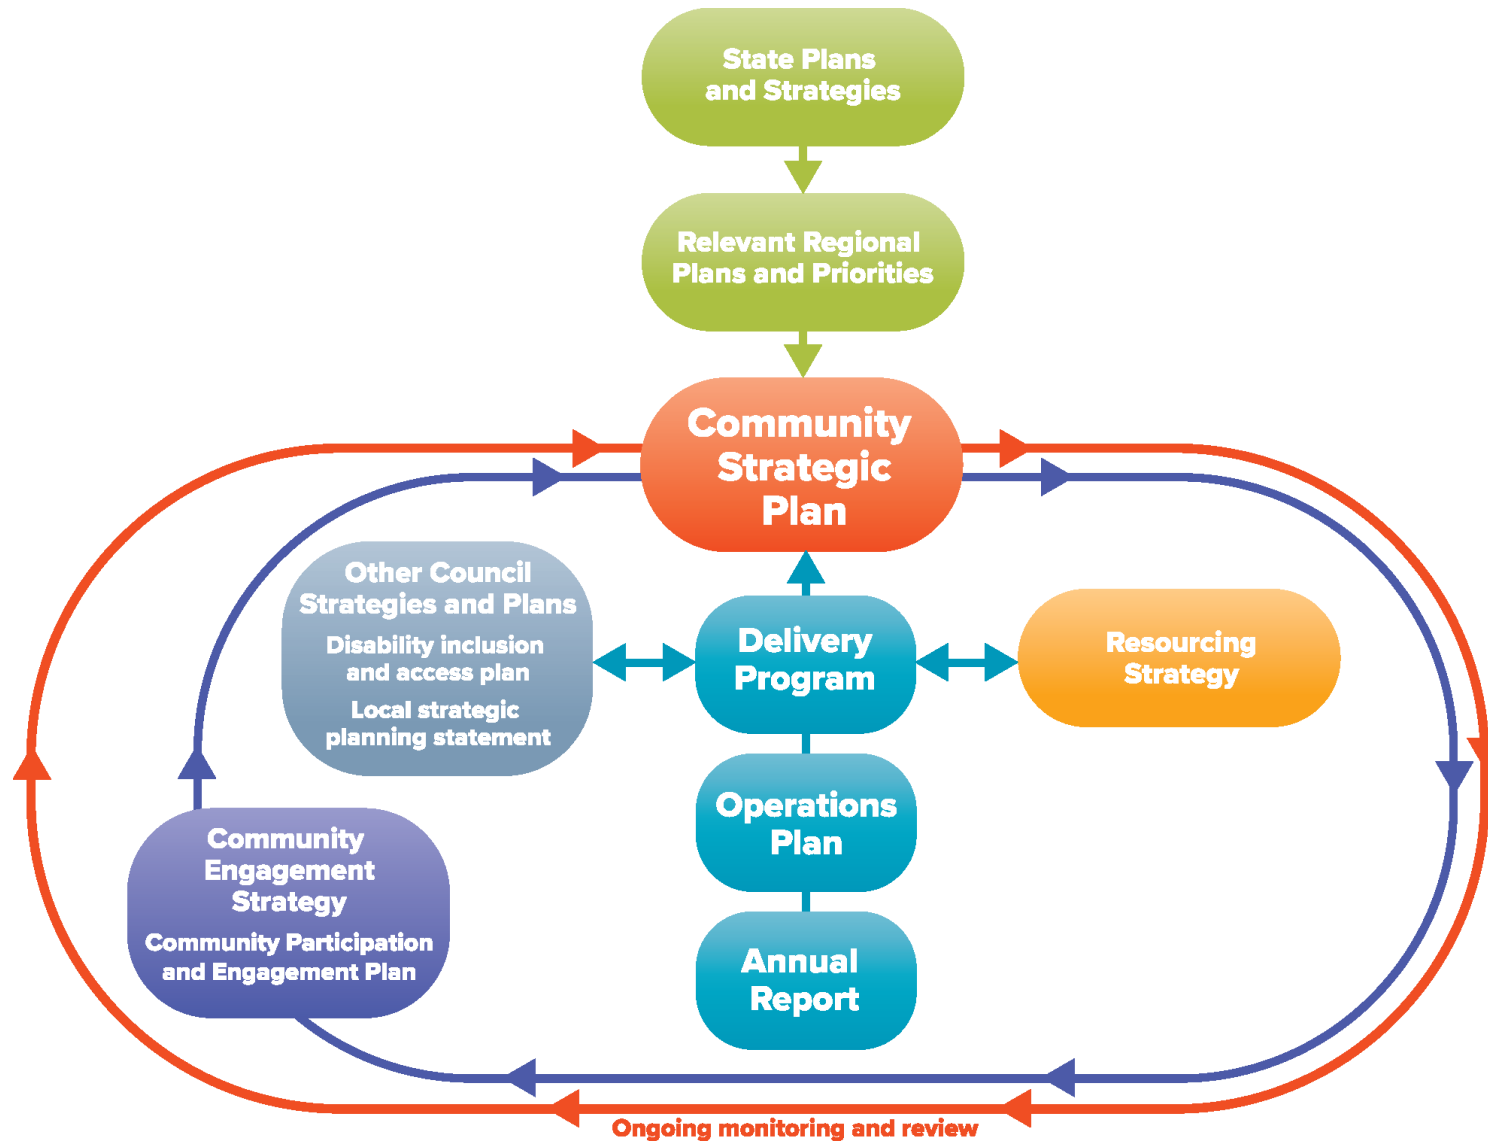 State Plans
and Strategies
Relevant Regional
Plans and Priorities
Community
Strategic
Plan
Other Council
Strategies and Plans
Disability inclusion
and access plan
Local strategic
planning statement
Delivery
Program
Resourcing
Strategy
Operations
Plan
Community
Engagement
Strategy
Community Participation
and Engagement Plan
Annual
Report
Ongoing monitoring and review